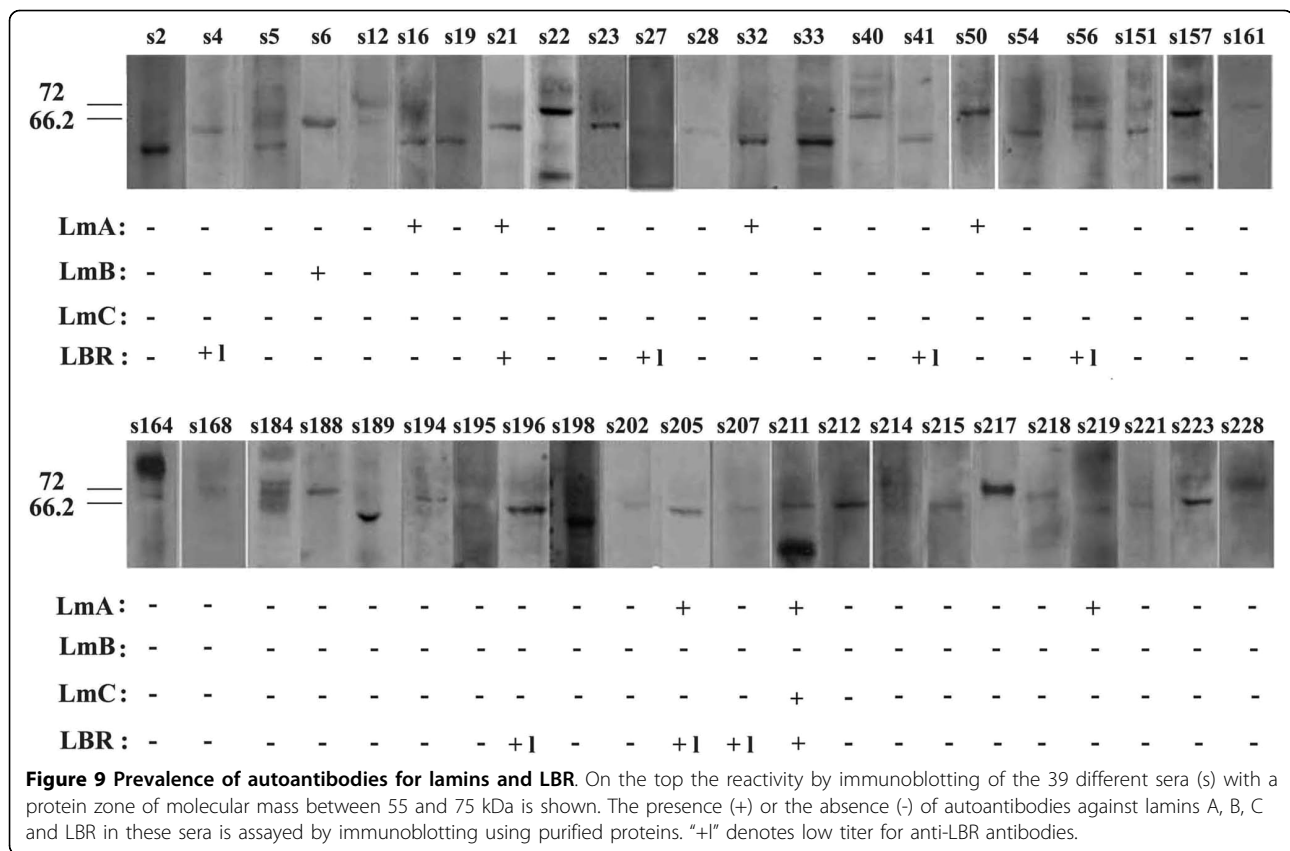 s2 s4 s5 s6 s12 s16 s19 s21 s22 s23 s27 s28 s32 s33 s40 s41 s50 s54 s56 s151 s157 s161
72
66.2
LmA: - - - - - + - + - - - - + - - - + - - - - -
LmB: - - - + - - - - - - - - - - - - - - - - - -
LmC: - - - - - - - - - - - - - - - - - - - - - -
LBR: - +l - - - - - + - - +l - - - - +l - - +l - - -
s164 s168 s184 s188 s189 s194 s195 s196 s198 s202 s205 s207 s211 s212 s214 s215 s217 s218 s219 s221 s223 s228
72
66.2
LmA: - - - - - - - - - - + - + - - - - - + - - -
LmB: - - - - - - - - - - - - - - - - - - - - - -
LmC: - - - - - - - - - - - - + - - - - - - - - -
LBR: - - - - - - - +l - - +l +l + - - - - - - - - -
Figure 9 Prevalence of autoantibodies for lamins and LBR. On the top the reactivity by immunoblotting of the 39 different sera (s) with a
protein zone of molecular mass between 55 and 75 kDa is shown. The presence (+) or the absence (-) of autoantibodies against lamins A, B, C
and LBR in these sera is assayed by immunoblotting using purified proteins. "+l" denotes low titer for anti-LBR antibodies.